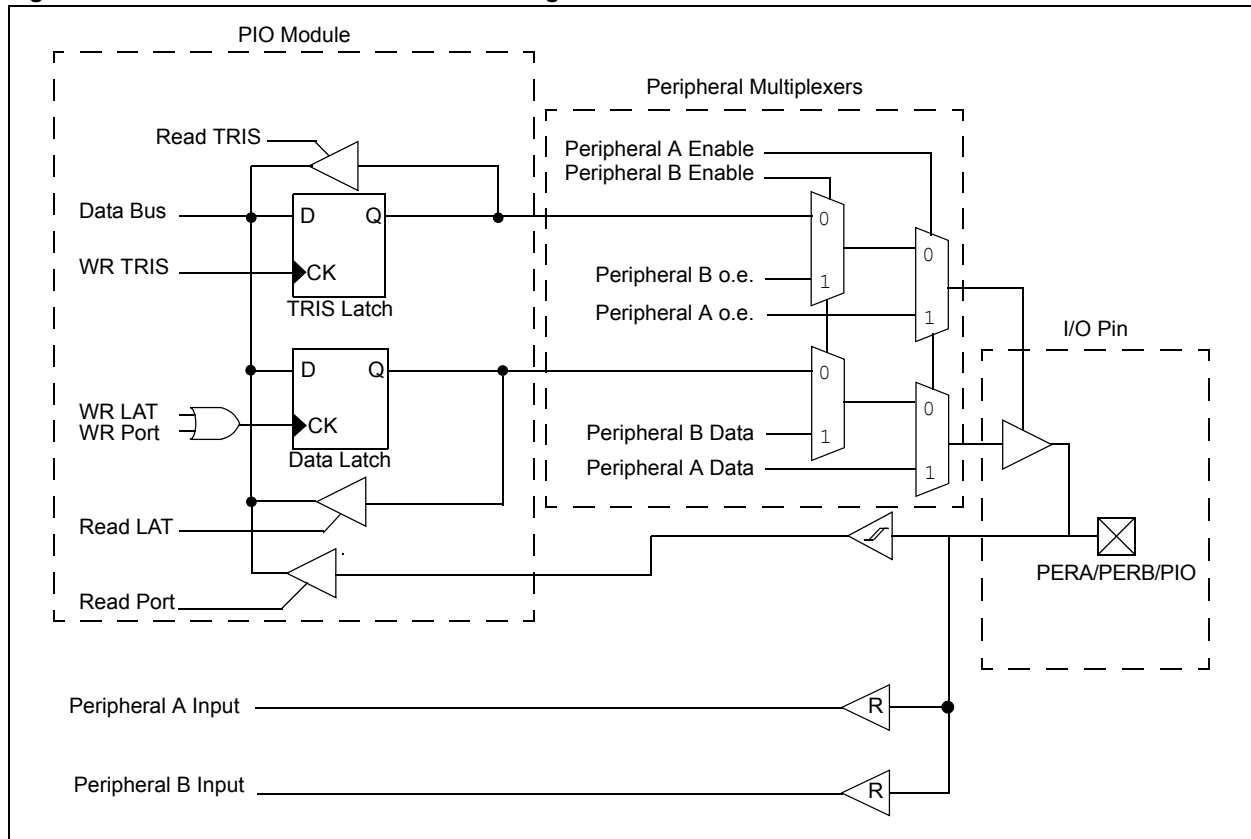 PIO Module
Peripheral Multiplexers
Read TRIS
Peripheral A Enable
Peripheral B Enable
Data Bus
D Q
0
WR TRIS
CK
0
Peripheral B o.e.
1
TRIS Latch
Peripheral A o.e.
1
I/O Pin
D Q
0
WR LAT
WR Port
CK
0
Peripheral B Data
1
Data Latch
Peripheral A Data
1
Read LAT
PERA/PERB/PIO
Read Port
Peripheral A Input
R
Peripheral B Input
R